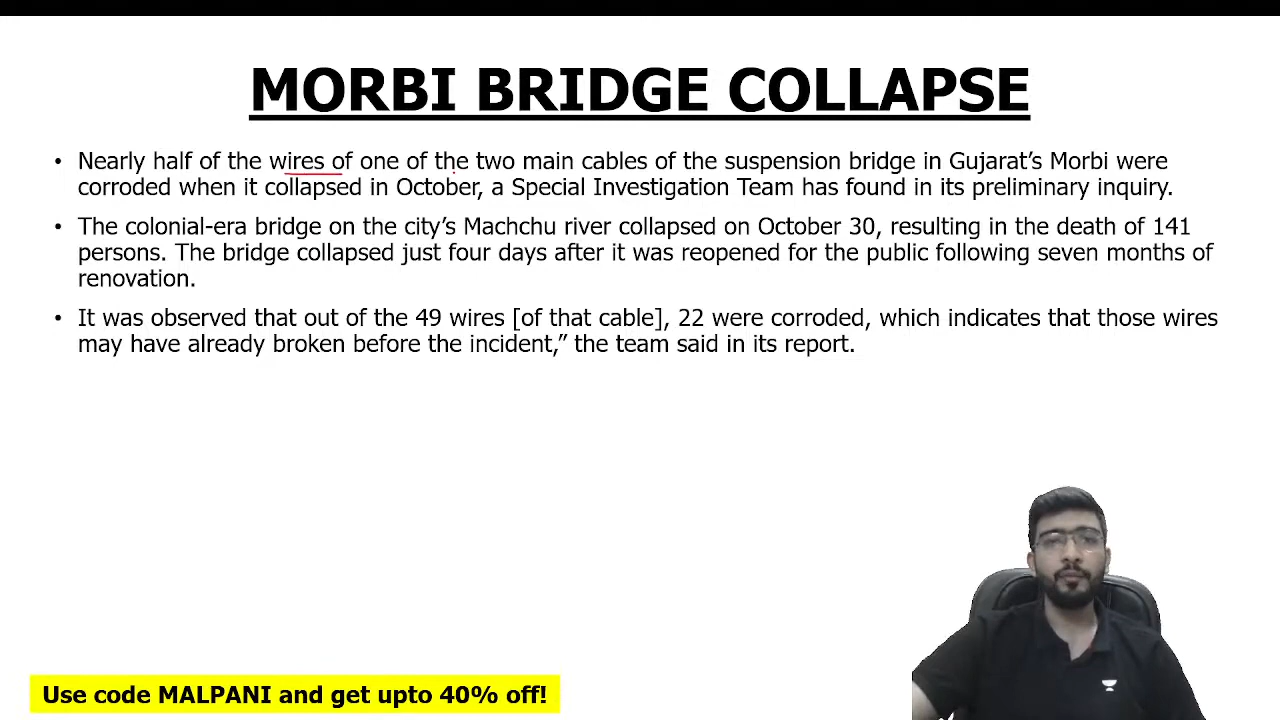 MORBI BRIDGE COLLAPSE
• Nearly half of the wires of one of the two main cables of the suspension bridge in Gujarat’s Morbi were
corroded when it collapsed in October, a Special Investigation Team has found in its preliminary inquiry.
• The colonial-era bridge on the city’s Machchu river collapsed on October 30, resulting in the death of 141
persons. The bridge collapsed just four days after it was reopened for the public following seven months of
renovation.
• It was observed that out of the 49 wires [of that cable], 22 were corroded, which indicates that those wires
may have already broken before the incident,” the team said in its report.
Use code MALPANI and get upto 40% off!